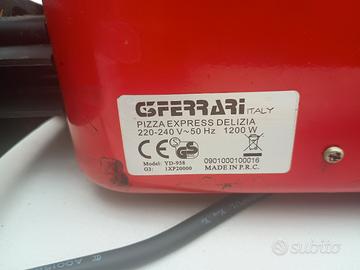 G3FERRARI ITALY
PIZZA EXPRESS DELIZIA
220-240 V~50 Hz 1200 W
CE GS
Model: YD-958
G3: 1XP20000
0901000100016
MADE IN P.R.C.
subito